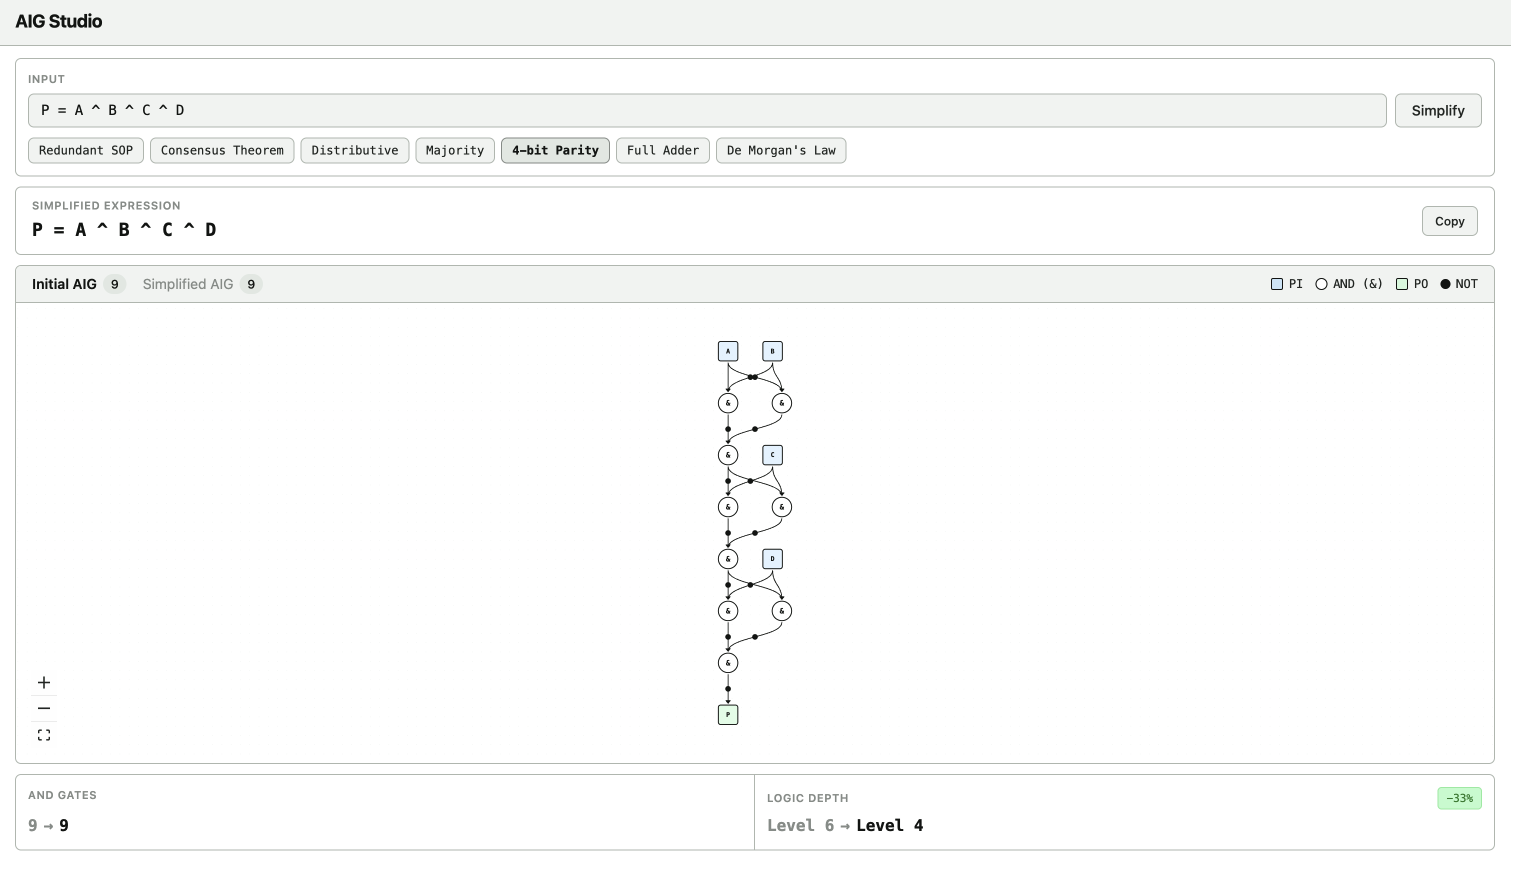 AIG Studio
INPUT
P = A ^ B ^ C ^ D
Simplify
Redundant SOP Consensus Theorem Distributive Majority 4-bit Parity Full Adder De Morgan's Law
SIMPLIFIED EXPRESSION
P = A ^ B ^ C ^ D
Copy
Initial AIG 9 Simplified AIG 9 PI AND (&) PO NOT
A B
& &
& C
& &
& D
& &
&
P
AND GATES
9 → 9
LOGIC DEPTH
−33%
Level 6 → Level 4